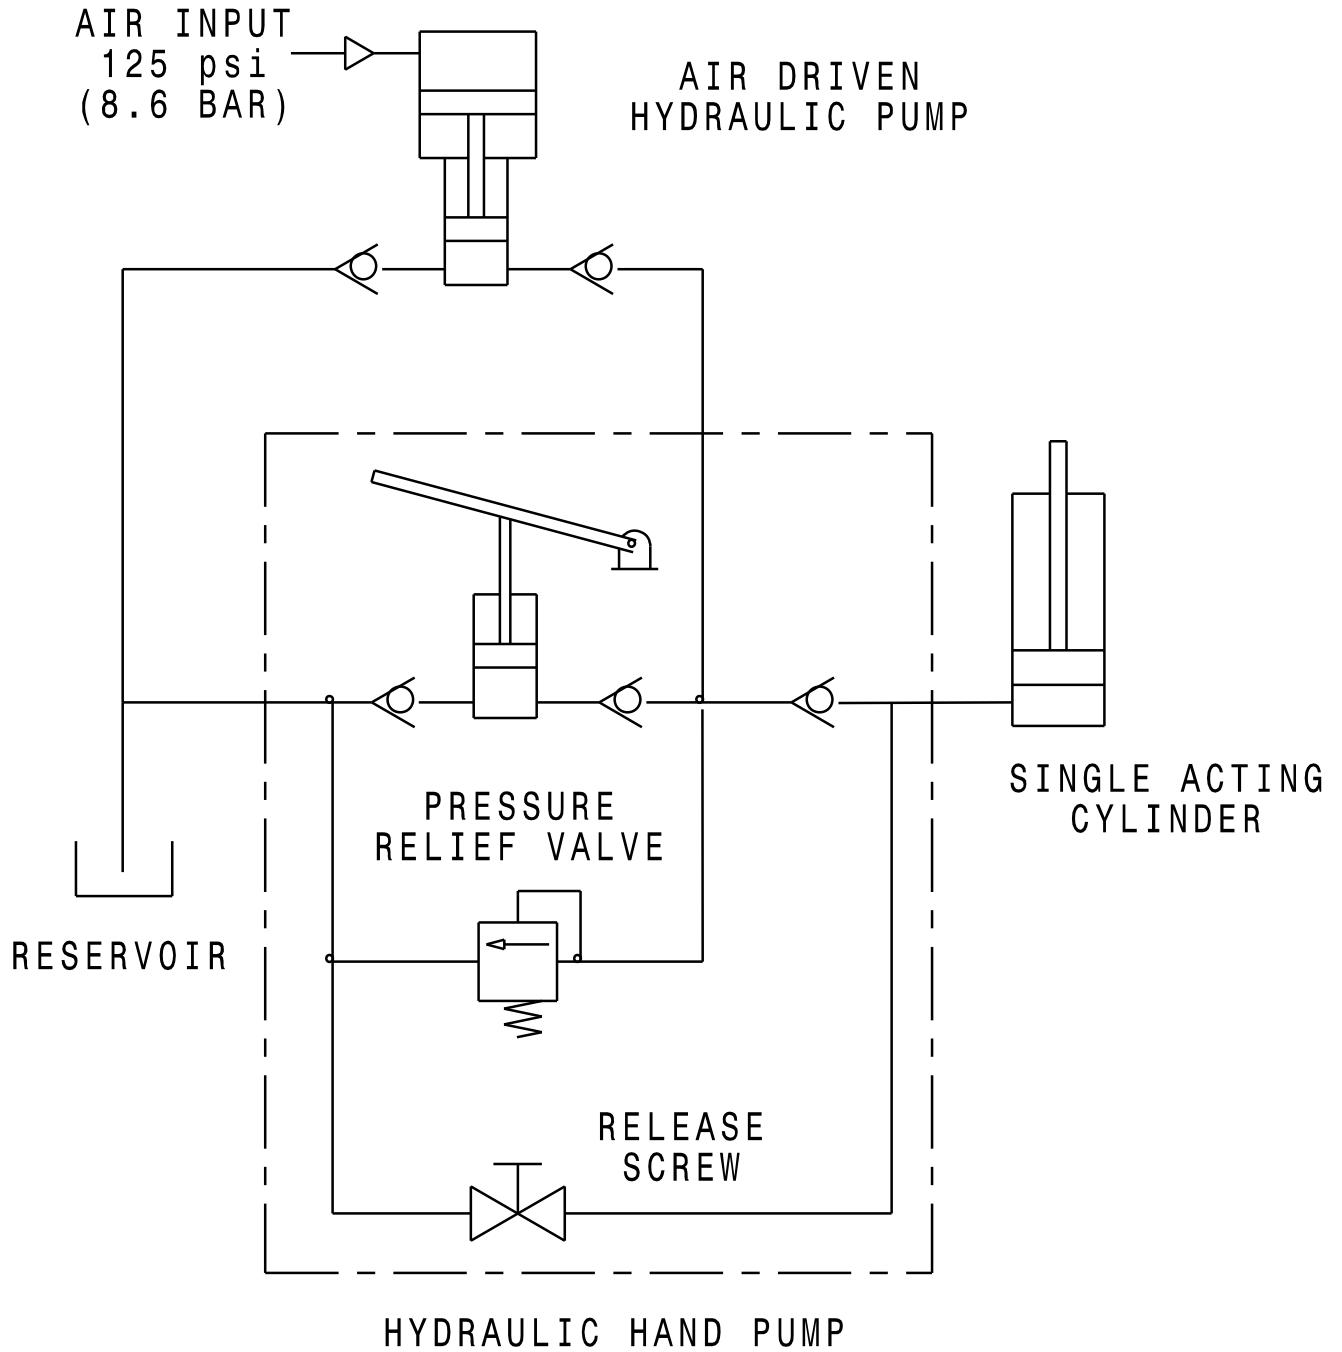 AIR INPUT
125 psi
(8.6 BAR)
AIR DRIVEN
HYDRAULIC PUMP
SINGLE ACTING
CYLINDER
PRESSURE
RELIEF VALVE
RESERVOIR
RELEASE
SCREW
HYDRAULIC HAND PUMP